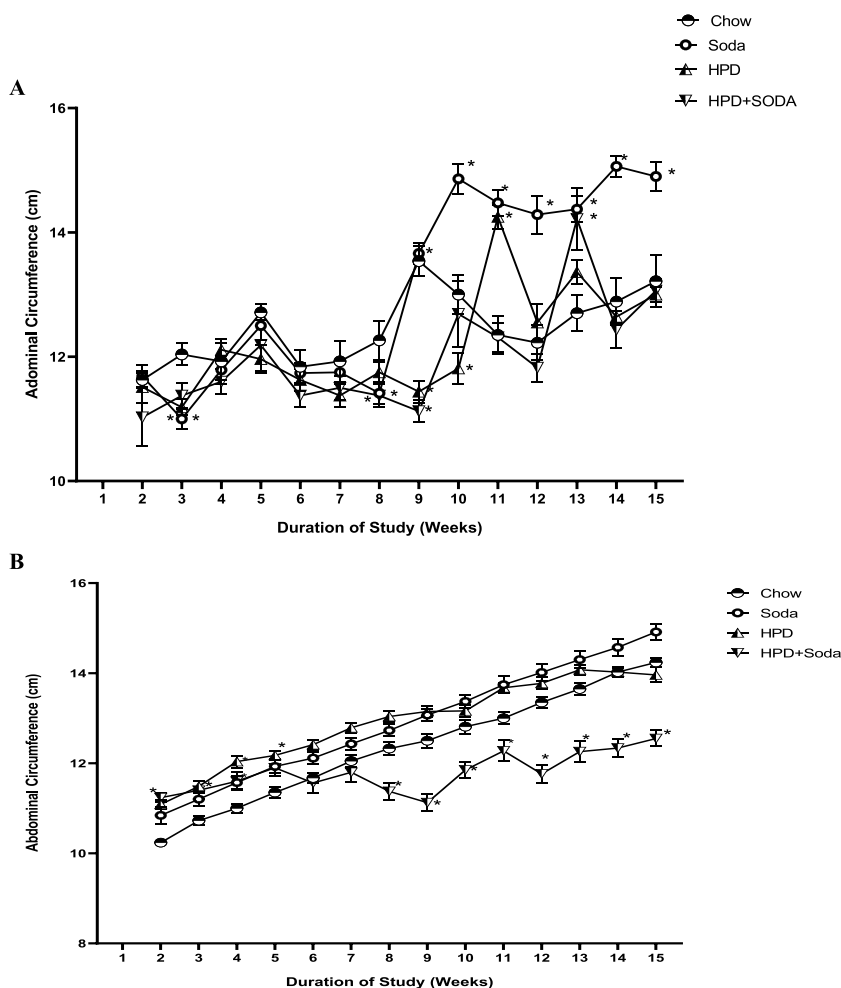 Chow
Soda
HPD
HPD+SODA
A
16
14
12
10
Adominal Circumference (cm)
* * * * * * * * * * * * * * * *
1 2 3 4 5 6 7 8 9 10 11 12 13 14 15
Duration of Study (Weeks)
B
Chow
Soda
HPD
HPD+Soda
16
14
12
10
8
Abdominal Circumference (cm)
* * * * * * * * * * * * *
1 2 3 4 5 6 7 8 9 10 11 12 13 14 15
Duration of Study (Weeks)